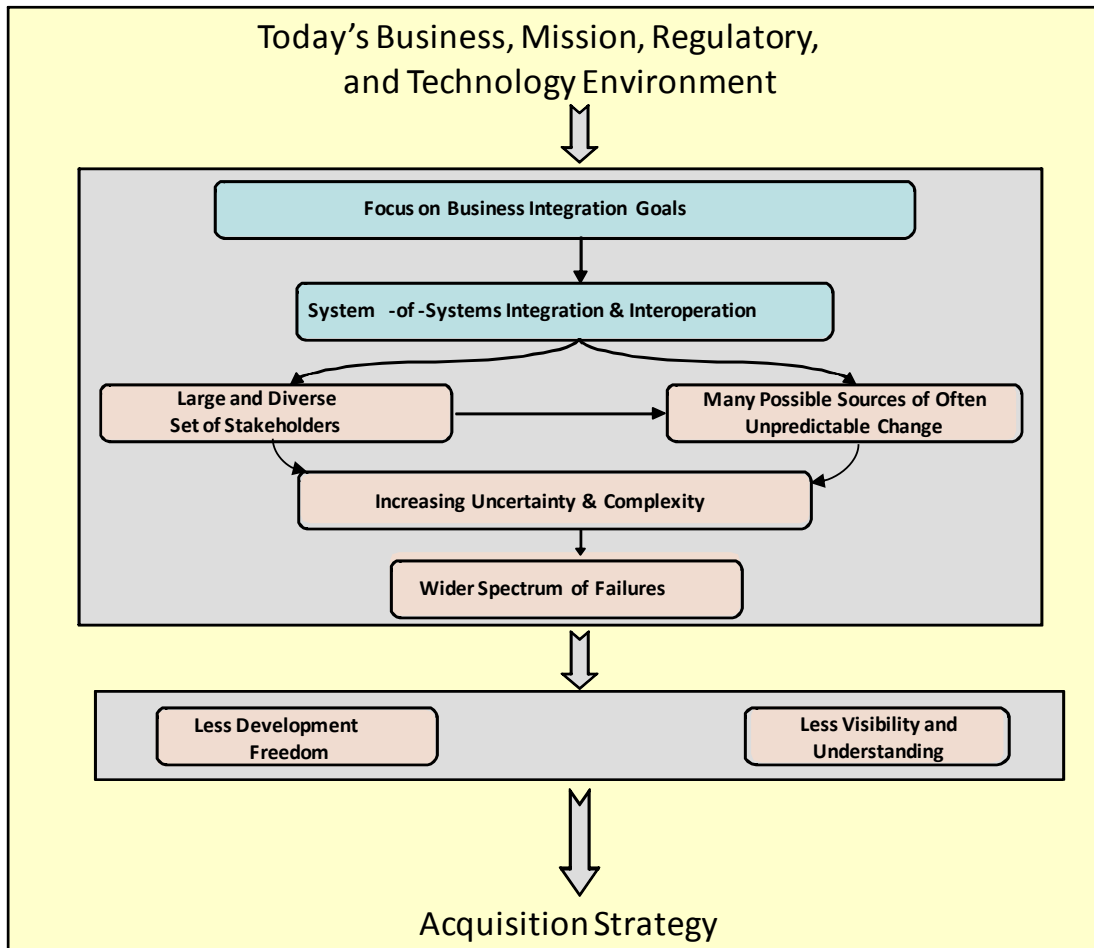 Today's Business, Mission, Regulatory,
and Technology Environment
Focus on Business Integration Goals
System -of -Systems Integration & Interoperation
Large and Diverse
Set of Stakeholders
Many Possible Sources of Often
Unpredictable Change
Increasing Uncertainty & Complexity
Wider Spectrum of Failures
Less Development
Freedom
Less Visibility and
Understanding
Acquisition Strategy